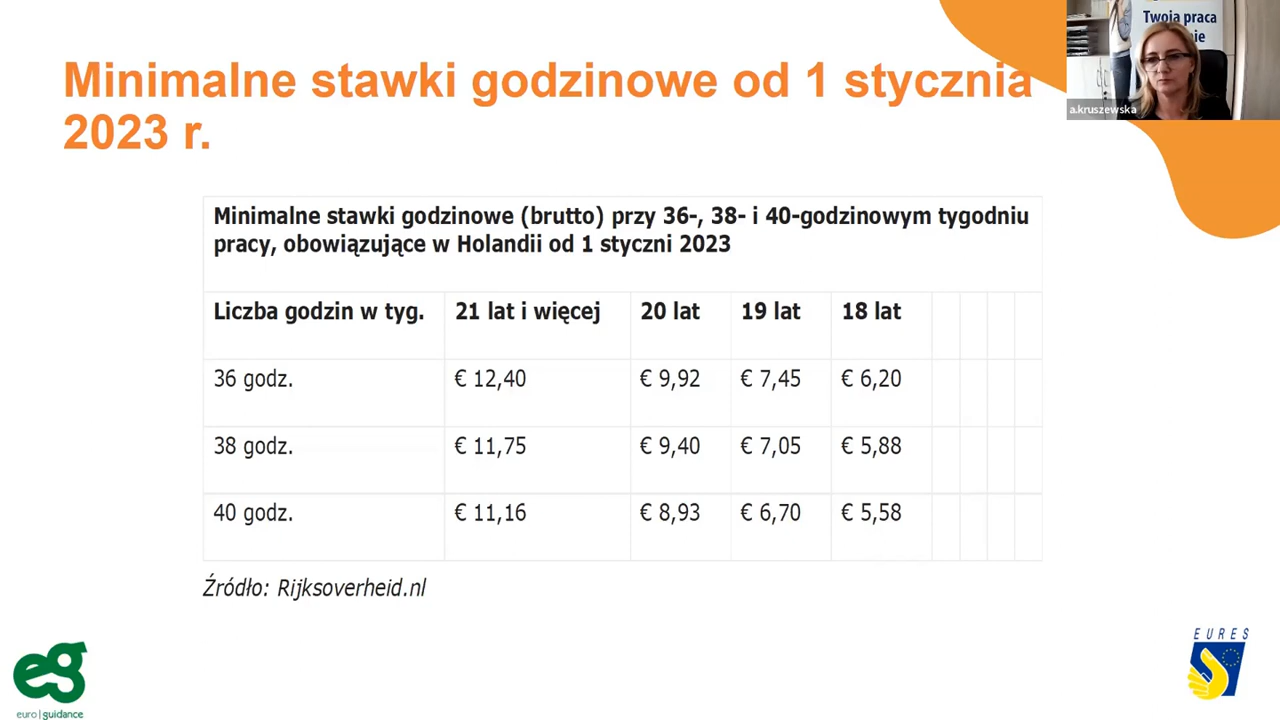 Minimalne stawki godzinowe od 1 stycznia
2023 r.
Twoja praca
nie
a.kruszewska
Minimalne stawki godzinowe (brutto) przy 36-, 38- i 40-godzinowym tygodniu
pracy, obowiązujące w Holandii od 1 styczni 2023
Liczba godzin w tyg. 21 lat i więcej 20 lat 19 lat 18 lat
36 godz. € 12,40 € 9,92 € 7,45 € 6,20
38 godz. € 11,75 € 9,40 € 7,05 € 5,88
40 godz. € 11,16 € 8,93 € 6,70 € 5,58
Źródło: Rijksoverheid.nl
eg
euro|guidance
EURES